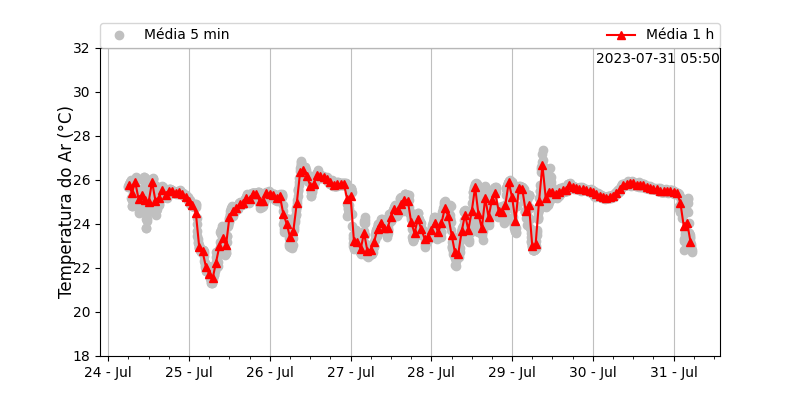 Média 5 min
Média 1 h
2023-07-31 05:50
Temperatura do Ar (°C)
32
30
28
26
24
22
20
18
24 - Jul
25 - Jul
26 - Jul
27 - Jul
28 - Jul
29 - Jul
30 - Jul
31 - Jul